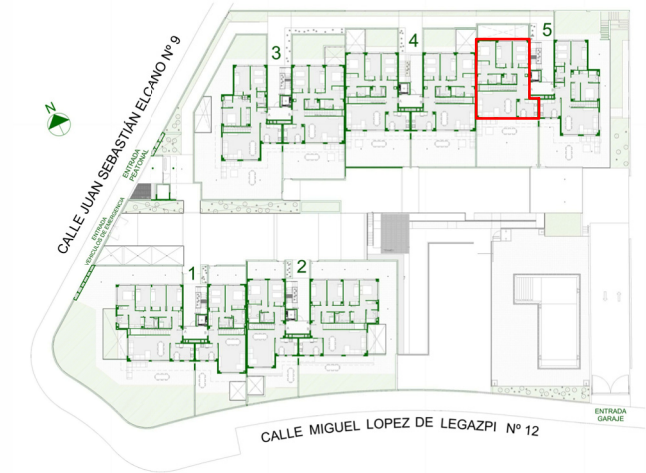 CALLE JUAN SEBASTIÁN ELCANO Nº 9
N
3
4
5
ENTRADA
PEATONAL
ENTRADA
VEHICULOS DE EMERGENCIA
1
2
CALLE MIGUEL LOPEZ DE LEGAZPI Nº 12
ENTRADA
GARAJE